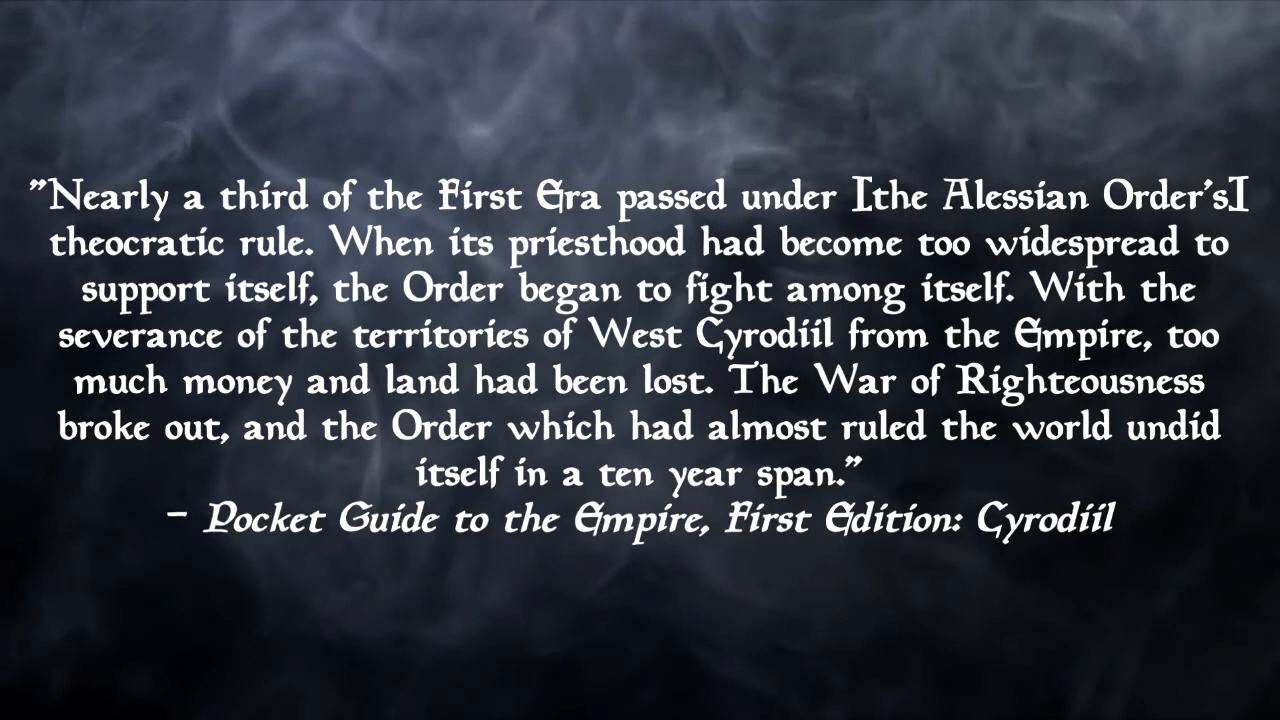 "Nearly a third of the First Era passed under [the Alessian Order's]
theocratic rule. When its priesthood had become too widespread to
support itself, the Order began to fight among itself. With the
severance of the territories of West Cyrodiil from the Empire, too
much money and land had been lost. The War of Righteousness
broke out, and the Order which had almost ruled the world undid
itself in a ten year span."
- Pocket Guide to the Empire, First Edition: Cyrodiil